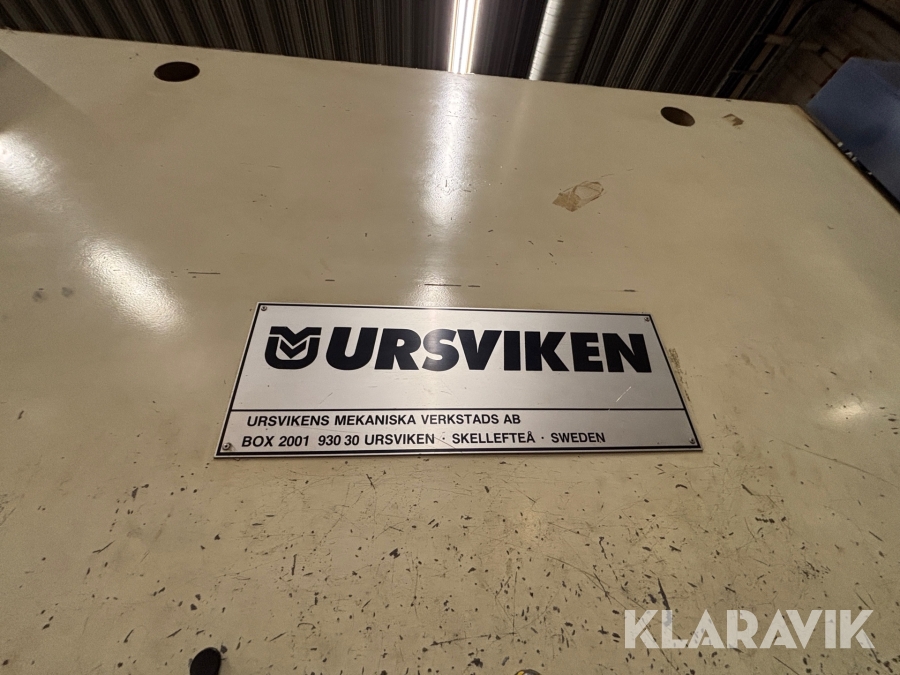 URSVIKEN
URSVIKENS MEKANISKA VERKSTADS AB
BOX 2001 930 30 URSVIKEN · SKELLEFTEÅ · SWEDEN
KLARAVIK